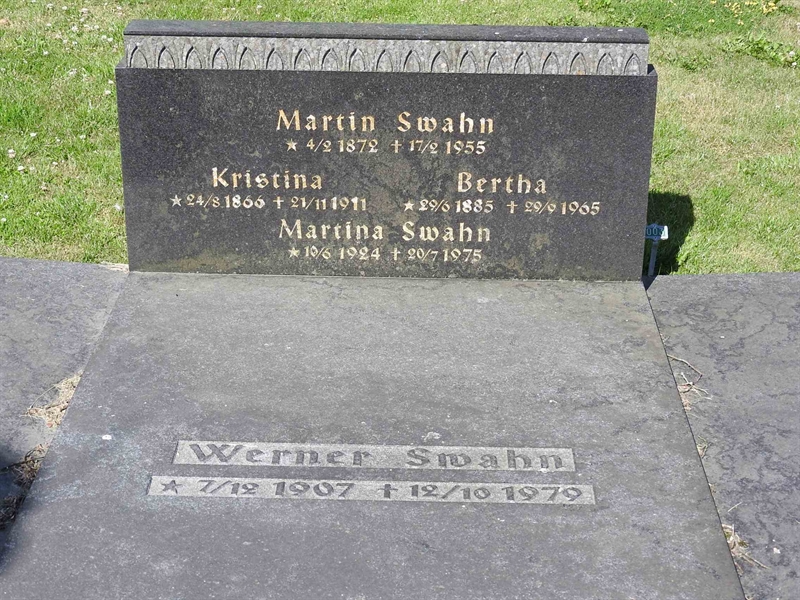 Martin Swahn
★ 4/2 1872 ✝ 17/2 1955
Kristina Bertha
★ 24/8 1866 ✝ 21/11 1911 ★ 29/6 1885 ✝ 29/9 1965
Martina Swahn
★ 10/6 1924 ✝ 20/7 1975
Werner Swahn
★ 7/12 1907 ✝ 12/10 1979